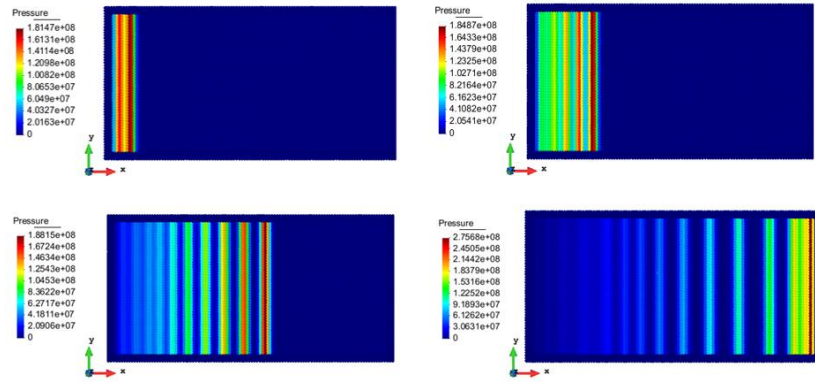 Pressure
1.8147e+08
1.6131e+08
1.4114e+08
1.2098e+08
1.0082e+08
8.0653e+07
6.049e+07
4.0327e+07
2.0163e+07
0
y
x
Pressure
1.8487e+08
1.6433e+08
1.4379e+08
1.2325e+08
1.0271e+08
8.2164e+07
6.1623e+07
4.1082e+07
2.0541e+07
0
y
x
Pressure
1.8815e+08
1.6724e+08
1.4634e+08
1.2543e+08
1.0453e+08
8.3622e+07
6.2717e+07
4.1811e+07
2.0906e+07
0
y
x
Pressure
2.7568e+08
2.4505e+08
2.1442e+08
1.8379e+08
1.5316e+08
1.2252e+08
9.1893e+07
6.1262e+07
3.0631e+07
0
y
x